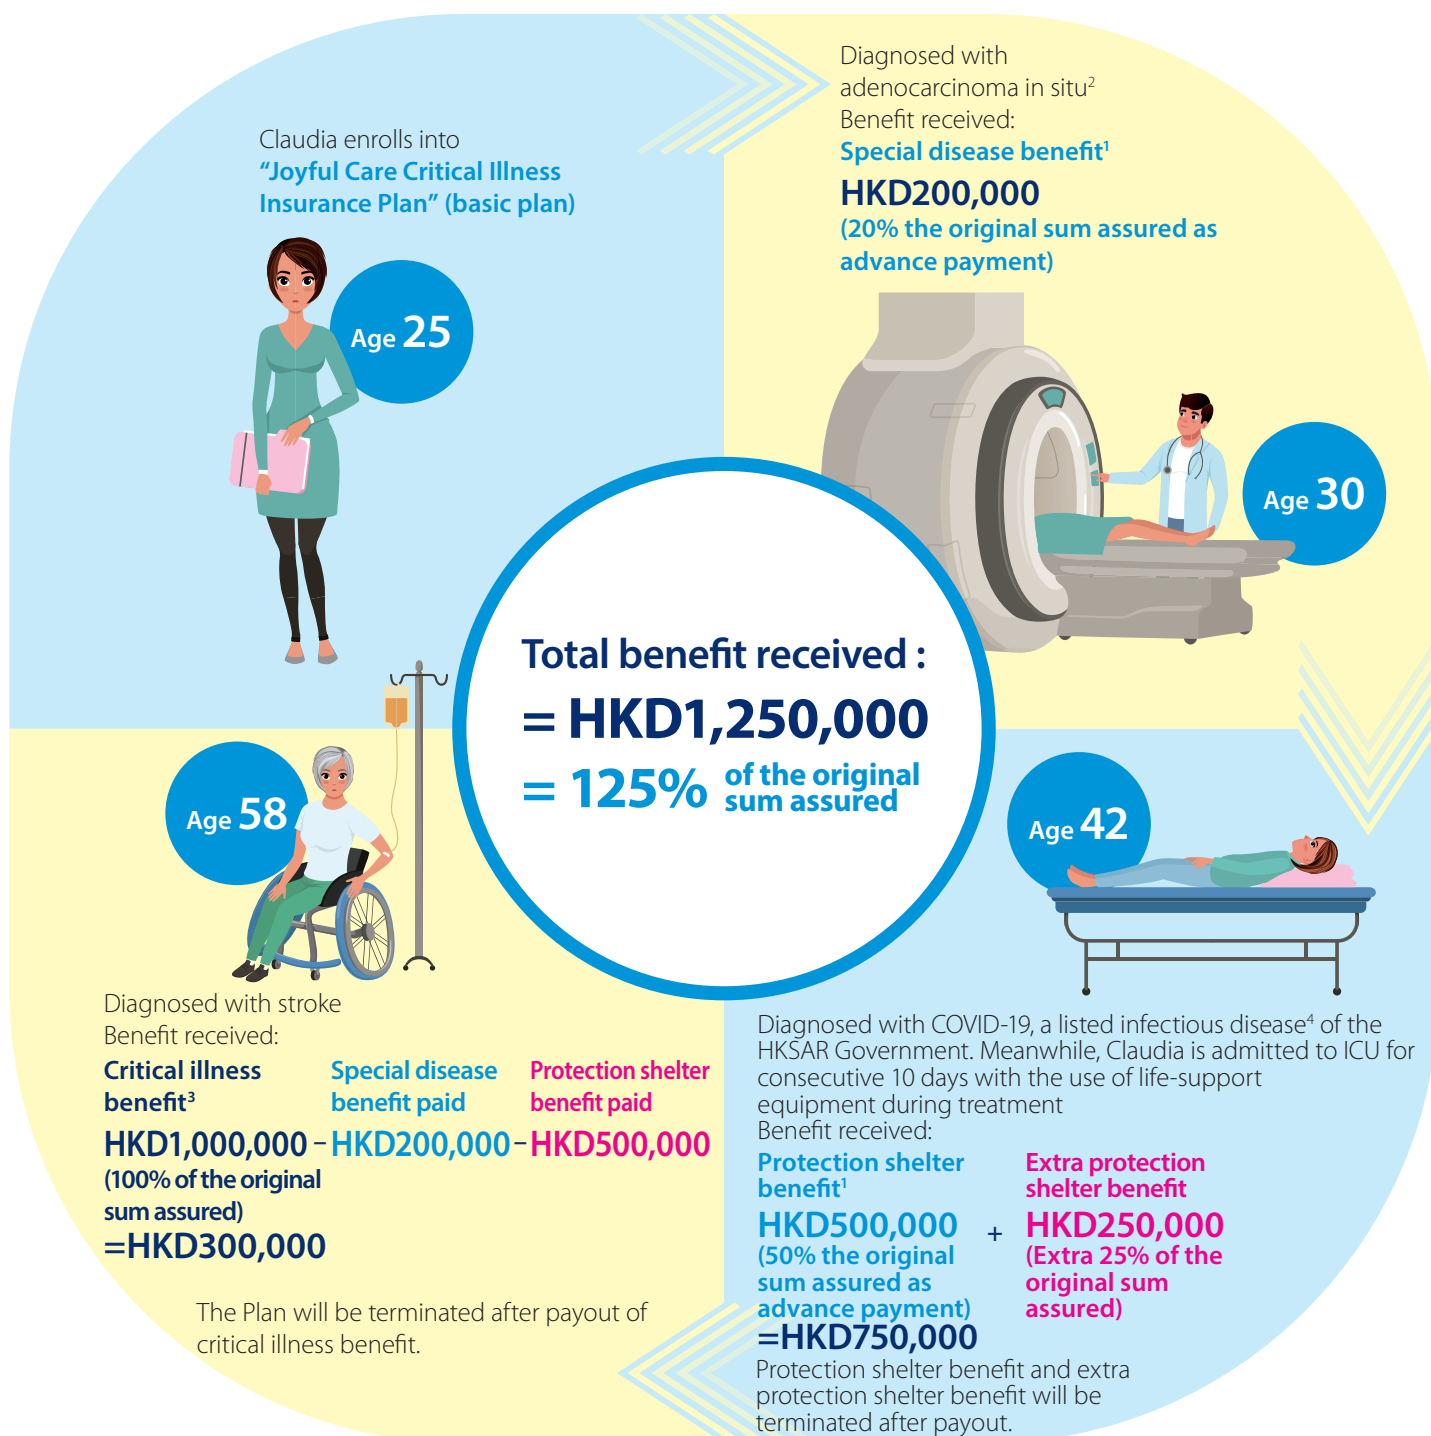 Claudia enrolls into
“Joyful Care Critical Illness
Insurance Plan” (basic plan)
Age 25
Diagnosed with
adenocarcinoma in situ²
Benefit received:
Special disease benefit¹
HKD200,000
(20% the original sum assured as
advance payment)
Age 30
Total benefit received :
= HKD1,250,000
= 125% of the original
sum assured
Age 42
Diagnosed with COVID-19, a listed infectious disease⁴ of the
HKSAR Government. Meanwhile, Claudia is admitted to ICU for
consecutive 10 days with the use of life-support
equipment during treatment
Benefit received:
Protection shelter
benefit¹
HKD500,000
(50% the original
sum assured as
advance payment)
+
Extra protection
shelter benefit
HKD250,000
(Extra 25% of the
original sum
assured)
=HKD750,000
Protection shelter benefit and extra
protection shelter benefit will be
terminated after payout.
Age 58
Diagnosed with stroke
Benefit received:
Critical illness Special disease Protection shelter
benefit³ benefit paid benefit paid
HKD1,000,000 – HKD200,000 – HKD500,000
(100% of the original
sum assured)
=HKD300,000
The Plan will be terminated after payout of
critical illness benefit.